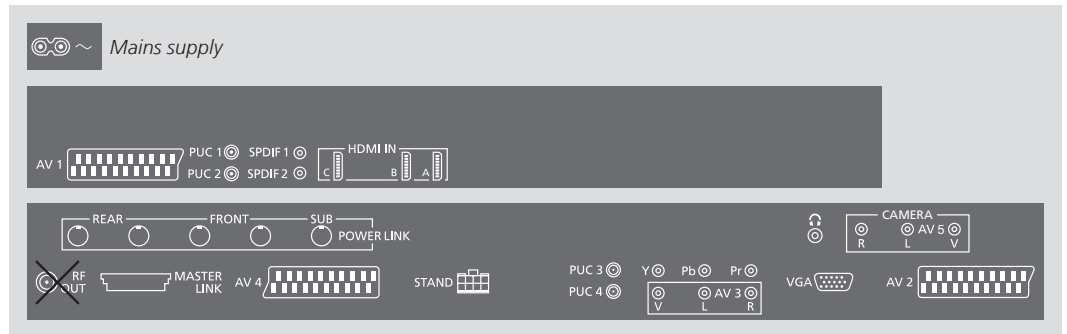 Mains supply
AV 1
PUC 1 SPDIF 1 HDMI IN
PUC 2 SPDIF 2 C B A
REAR FRONT SUB
POWER LINK
CAMERA
AV 5
R L V
RF OUT
MASTER LINK
AV 4
STAND
PUC 3 Y Pb Pr
PUC 4
AV 3
V L R
VGA
AV 2